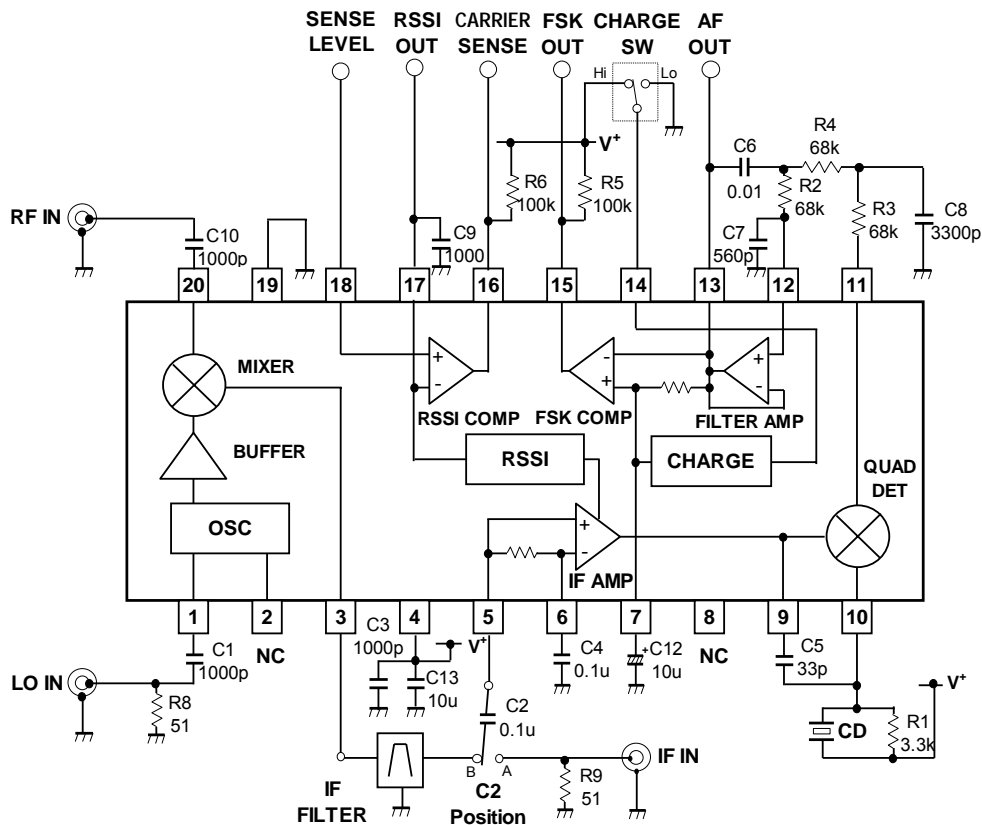 SENSE LEVEL
RSSI OUT
CARRIER SENSE
FSK OUT
CHARGE SW
AF OUT
Hi
Lo
V+
R6
100k
R5
100k
C6
0.01
R4
68k
R2
68k
R3
68k
C8
3300p
C7
560p
RF IN
C10
1000p
C9
1000
20
19
18
17
16
15
14
13
12
11
MIXER
BUFFER
OSC
+
-
RSSI COMP
-
+
FSK COMP
+
-
FILTER AMP
RSSI
CHARGE
QUAD DET
+
-
IF AMP
1
2
3
4
5
6
7
8
9
10
NC
NC
C1
1000p
LO IN
R8
51
C3
1000p
V+
C13
10u
C2
0.1u
C4
0.1u
+
C12
10u
C5
33p
V+
CD
R1
3.3k
IF FILTER
B
A
C2 Position
R9
51
IF IN